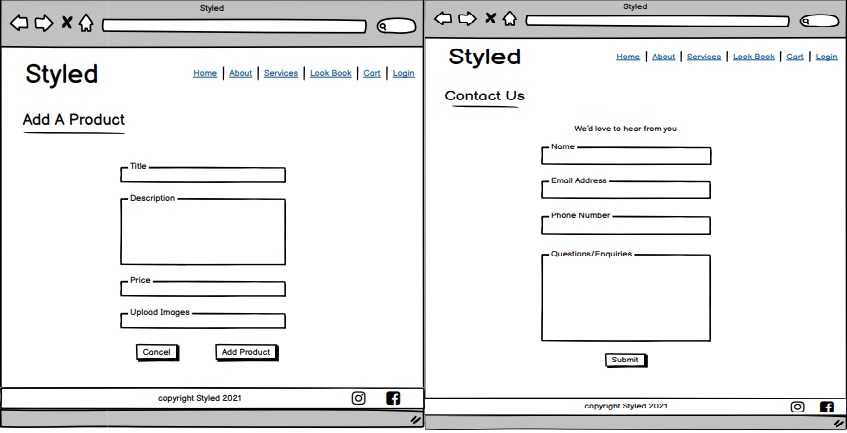 Styled
Styled
Home | About | Services | Look Book | Cart | Login
Add A Product
Title
Description
Price
Upload Images
Cancel
Add Product
copyright Styled 2021
Styled
Styled
Home | About | Services | Look Book | Cart | Login
Contact Us
We'd love to hear from you
Name
Email Address
Phone Number
Questions/Enquiries
Submit
copyright Styled 2021